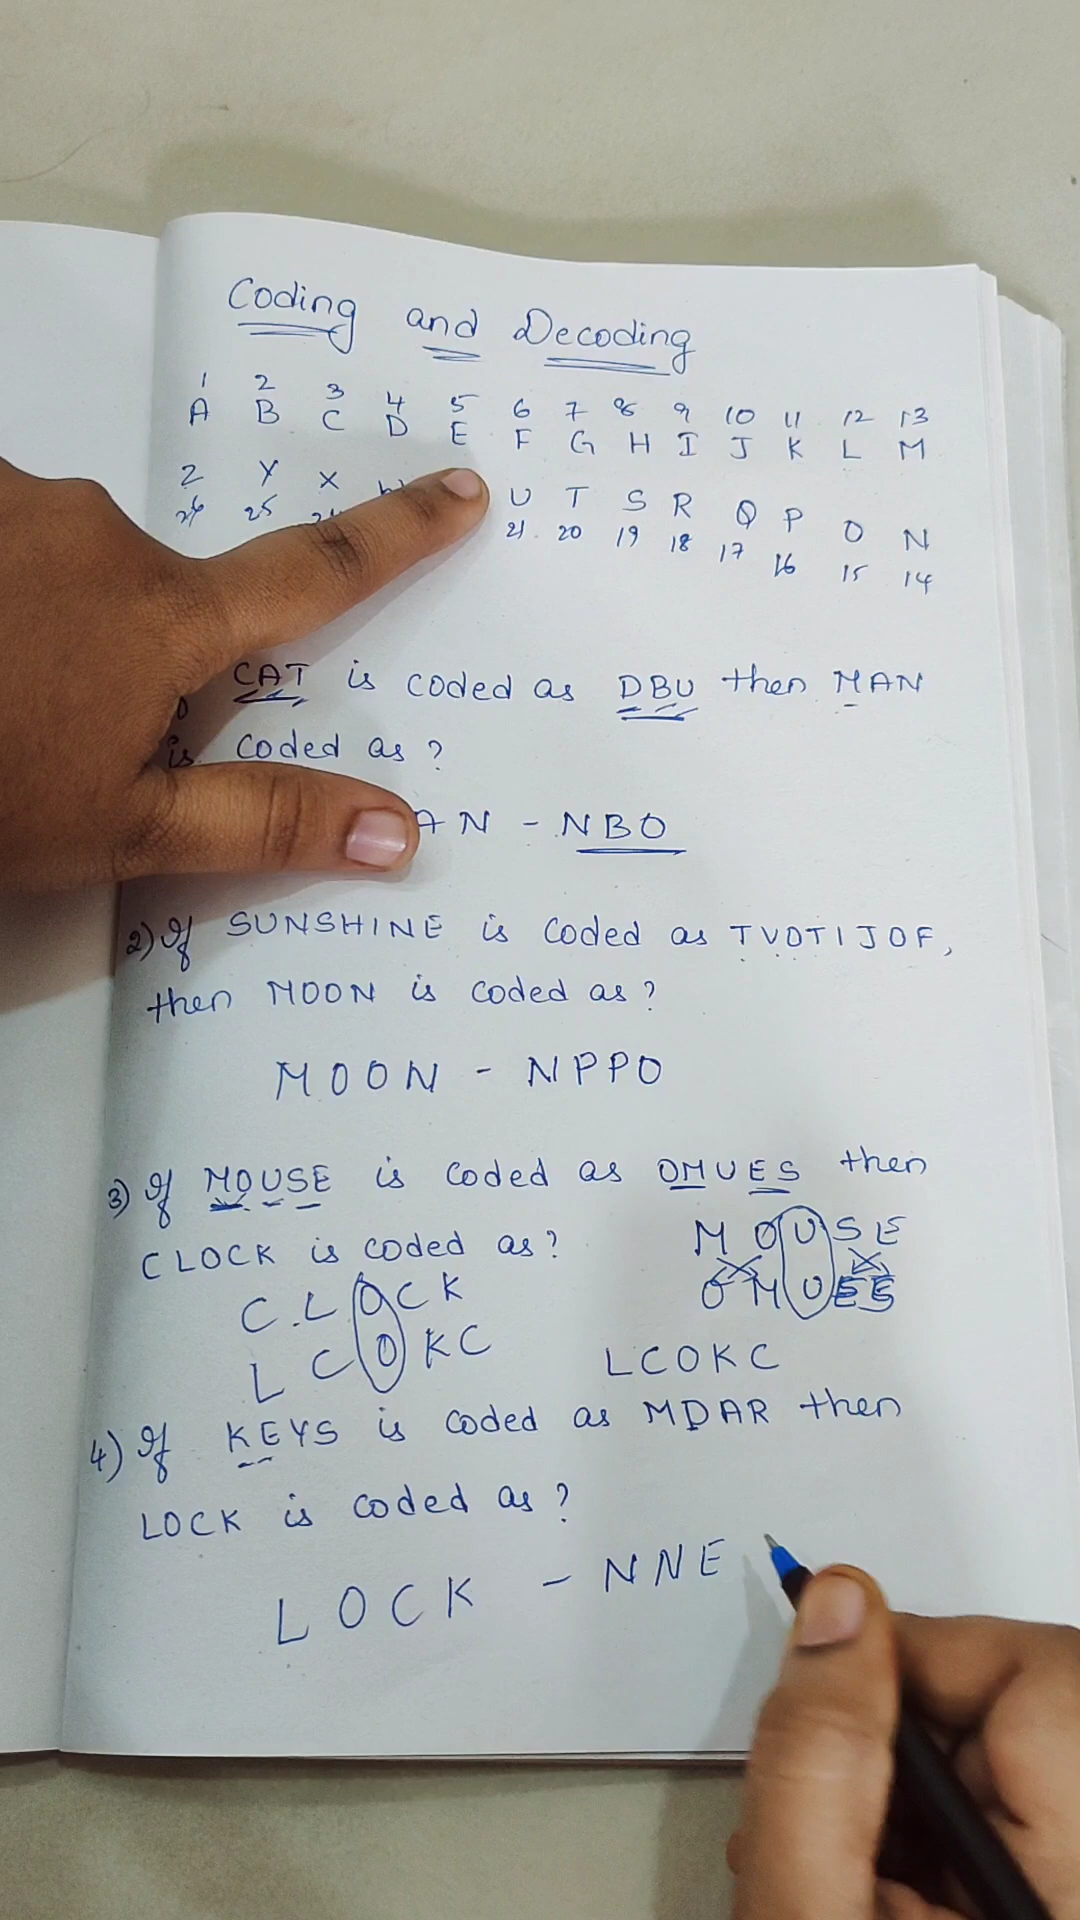 Coding and Decoding
1 2 3 4 5 6 7 8 9 10 11 12 13
A B C D E F G H I J K L M
Z Y X U T S R Q P O N
26 25 21 20 19 18 17 16 15 14
CAT is coded as DBU then MAN
is coded as ?
AN - NBO
2) If SUNSHINE is coded as TVOTIJOF,
then MOON is coded as ?
MOON - NPPO
3) If MOUSE is coded as OMUES then
CLOCK is coded as ?
MOUSE
OMUES
CLOCK
LCOKC
LCOKC
4) If KEYS is coded as MDAR then
LOCK is coded as ?
LOCK - NNE